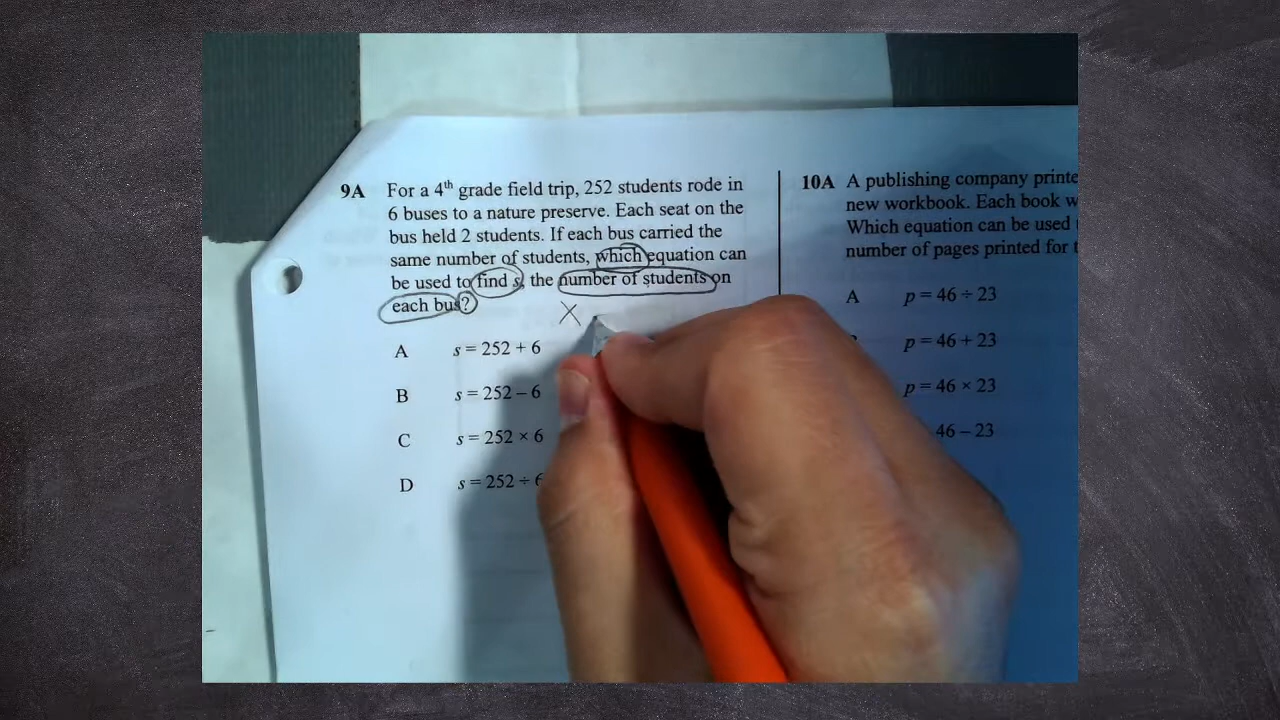 9A For a 4th grade field trip, 252 students rode in
6 buses to a nature preserve. Each seat on the
bus held 2 students. If each bus carried the
same number of students, which equation can
be used to find s, the number of students on
each bus?
X
A s = 252 + 6
B s = 252 – 6
C s = 252 × 6
D s = 252 ÷ 6
10A A publishing company printe
new workbook. Each book w
Which equation can be used
number of pages printed for t
A p = 46 ÷ 23
p = 46 + 23
p = 46 × 23
46 – 23